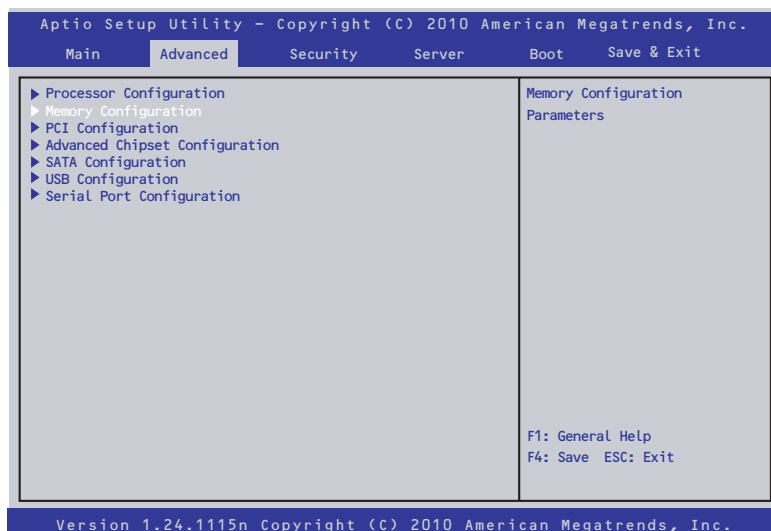 Aptio Setup Utility – Copyright (C) 2010 American Megatrends, Inc.
Main Advanced Security Server Boot Save & Exit
Processor Configuration
Memory Configuration
PCI Configuration
Advanced Chipset Configuration
SATA Configuration
USB Configuration
Serial Port Configuration
Memory Configuration
Parameters
F1: General Help
F4: Save ESC: Exit
Version 1.24.1115n Copyright (C) 2010 American Megatrends, Inc.